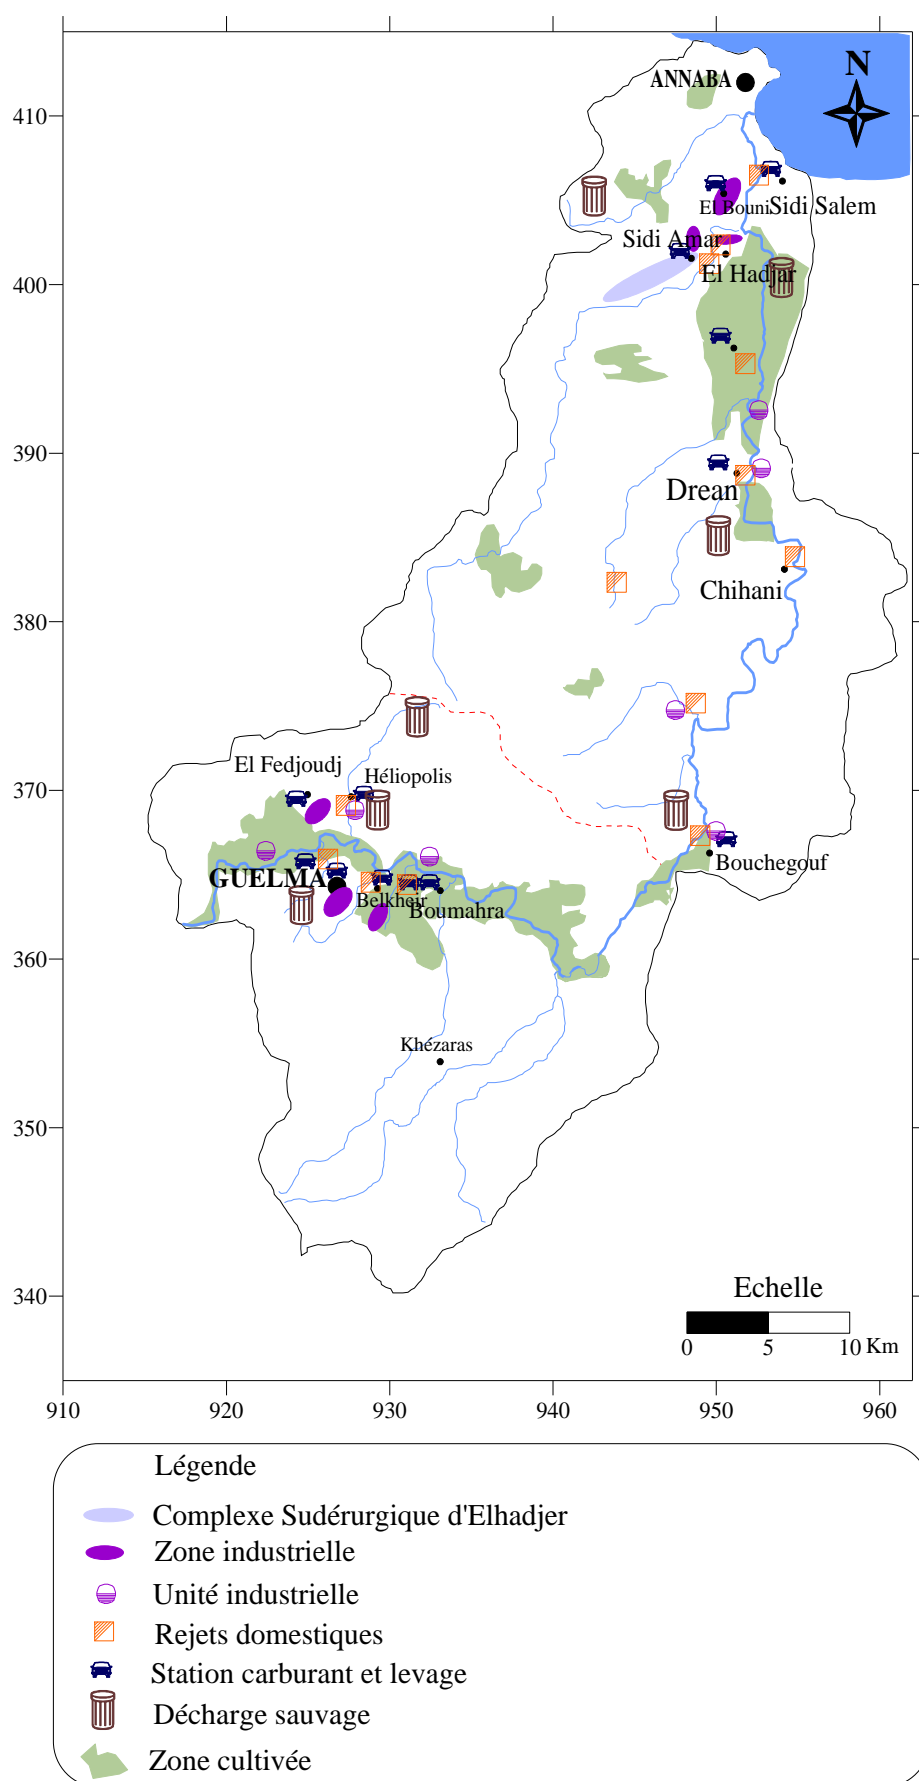 N
ANNABA
410
El Bouni
Sidi Salem
Sidi Amar
El Hadjar
400
390
Drean
Chihani
380
El Fedjoudj
Héliopolis
370
Bouchegouf
GUELMA
Belkheir
Boumahra
360
Khézaras
350
340
Echelle
0 5 10 Km
910 920 930 940 950 960
Légende
Complexe Sudérurgique d'Elhadjer
Zone industrielle
Unité industrielle
Rejets domestiques
Station carburant et levage
Décharge sauvage
Zone cultivée